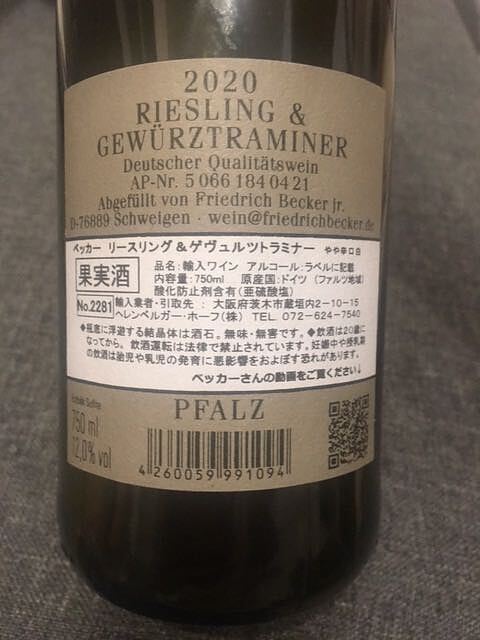 2020
RIESLING &
GEWÜRZTRAMINER
Deutscher Qualitätswein
AP-Nr. 5 066 184 04 21
Abgefüllt von Friedrich Becker jr.
D-76889 Schweigen · wein@friedrichbecker.de
ベッカー リースリング&ゲヴュルツトラミナー やや辛口白
果実酒
No.2281
品名:輸入ワイン アルコール:ラベルに記載
内容量:750ml 原産国:ドイツ (ファルツ地域)
酸化防止剤含有(亜硫酸塩)
輸入業者・引取先 : 大阪府茨木市蔵垣内2-10-15
ヘレンベルガー・ホーフ(株) TEL 072-624-7540
◆瓶底に浮遊する結晶体は酒石。無味・無害です。◆飲酒は20歳に
なってから。飲酒運転は法律で禁止されています。妊娠中や授乳期
の飲酒は胎児や乳児の発育に悪影響をおよぼす恐れがあります。
ベッカーさんの動画をご覧ください↓
Enthält Sulfite
750 ml
12,0% vol
PFALZ
4 260059 991094